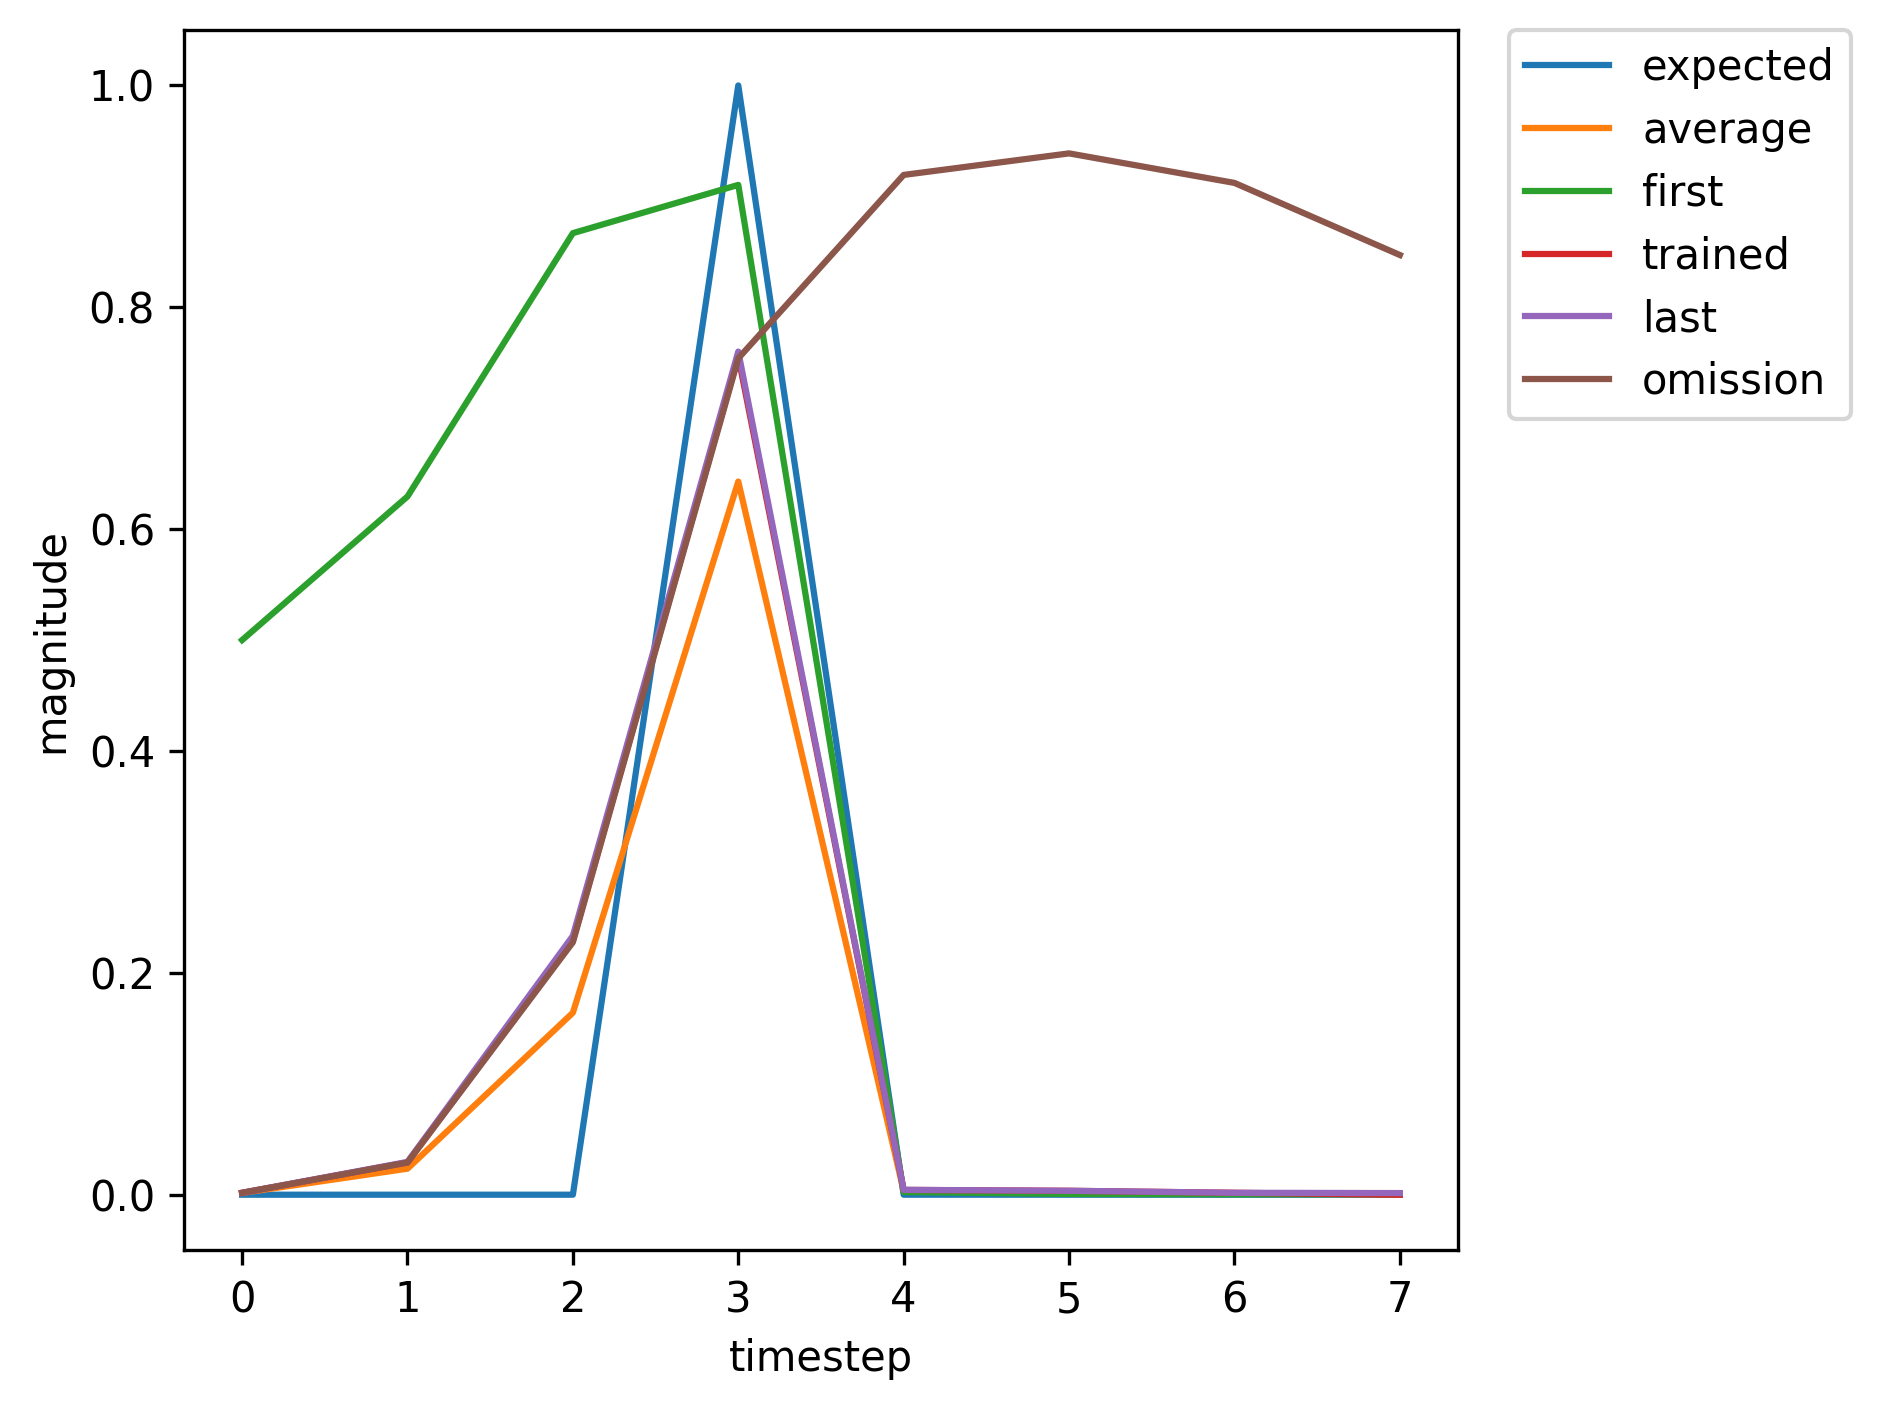 1.0
0.8
0.6
0.4
0.2
0.0
magnitude
0 1 2 3 4 5 6 7
timestep
expected
average
first
trained
last
omission